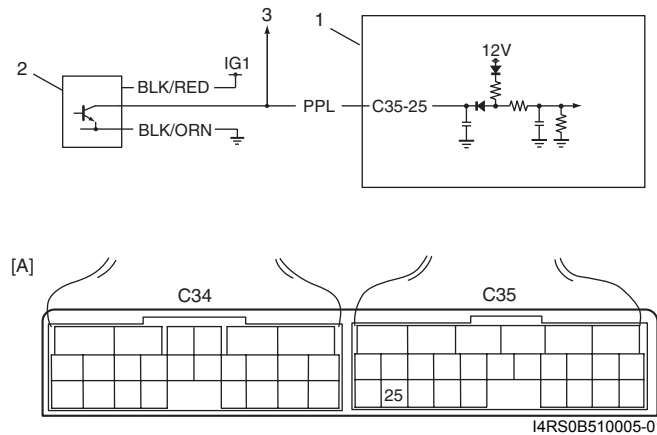 3
1
2
IG1
12V
BLK/RED
PPL
C35-25
BLK/ORN
[A]
C34
C35
25
I4RS0B510005-0